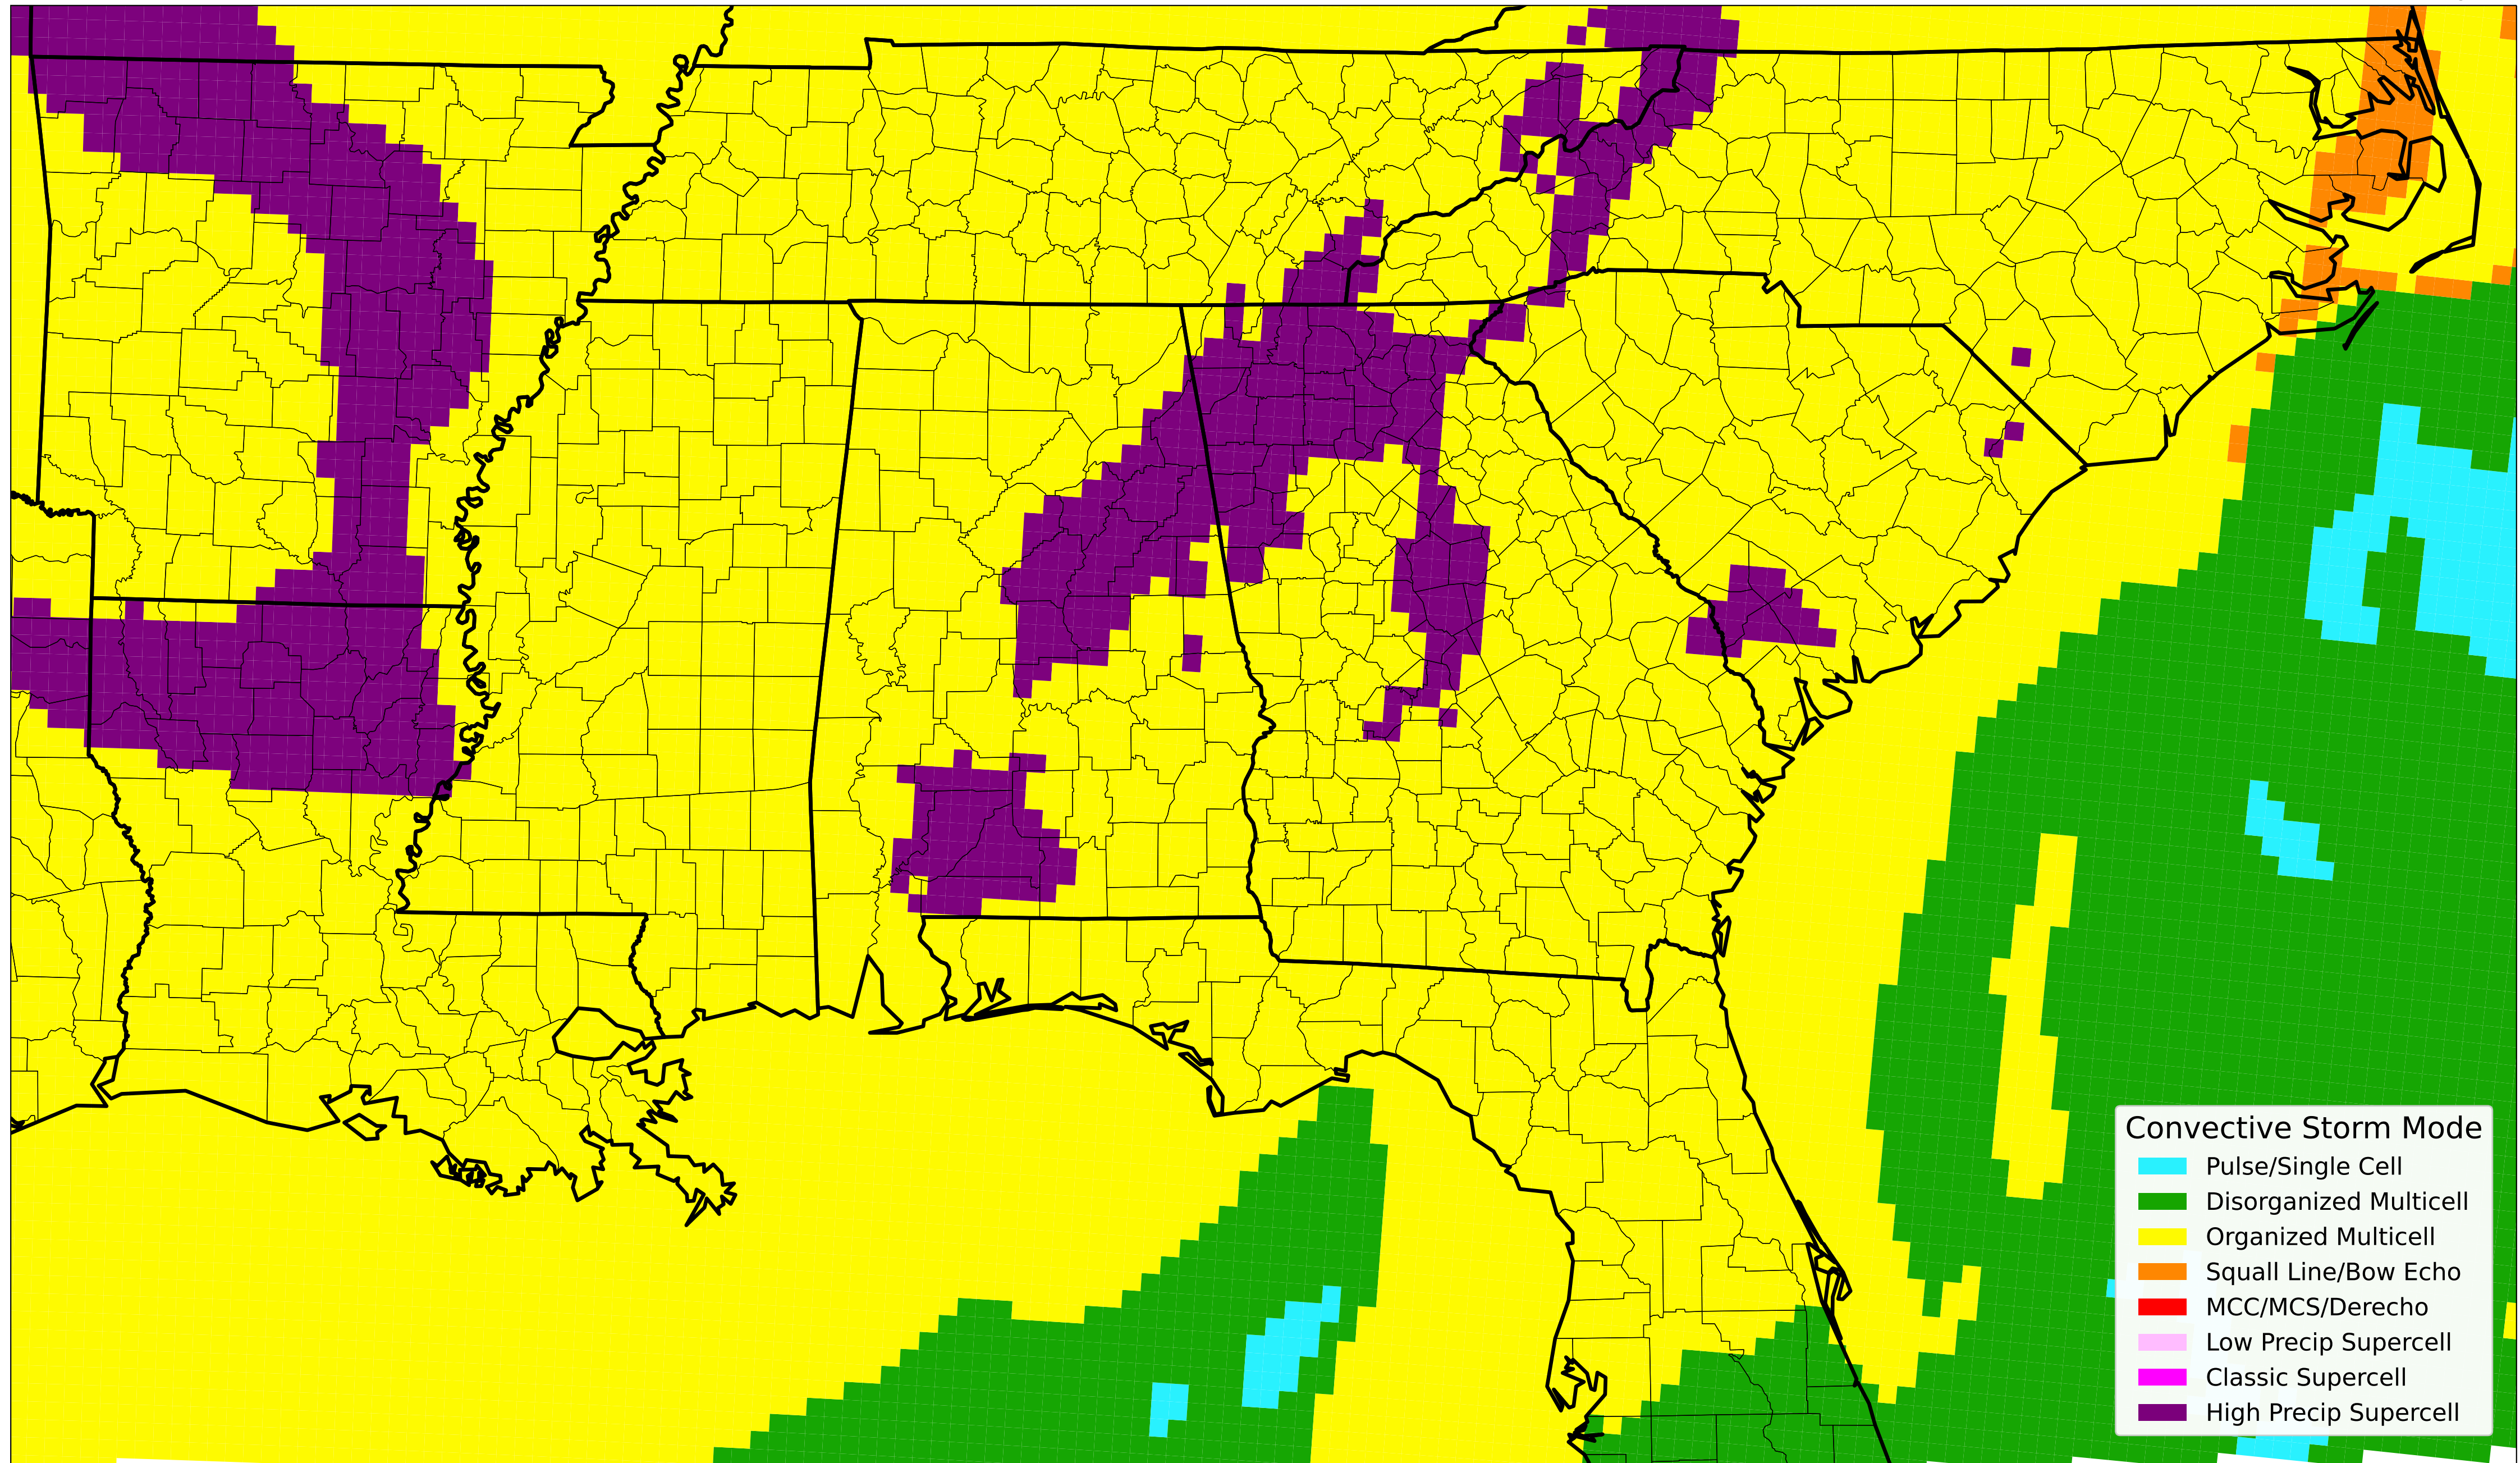 Convective Storm Mode
Pulse/Single Cell
Disorganized Multicell
Organized Multicell
Squall Line/Bow Echo
MCC/MCS/Derecho
Low Precip Supercell
Classic Supercell
High Precip Supercell